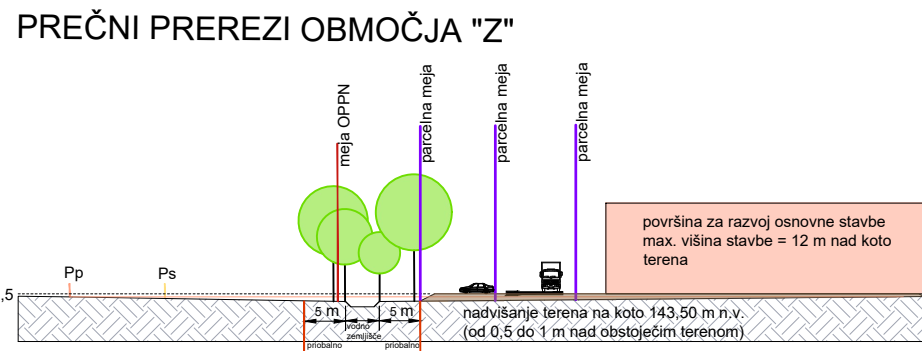 PREČNI PREREZI OBMOČJA "Z"
meja OPPN
parcelna meja
parcelna meja
parcelna meja
površina za razvoj osnovne stavbe
max. višina stavbe = 12 m nad koto
terena
Pp
Ps
,5
5 m
5 m
vodno
zemljišče
priobalno
priobalno
nadvišanje terena na koto 143,50 m n.v.
(od 0,5 do 1 m nad obstoječim terenom)